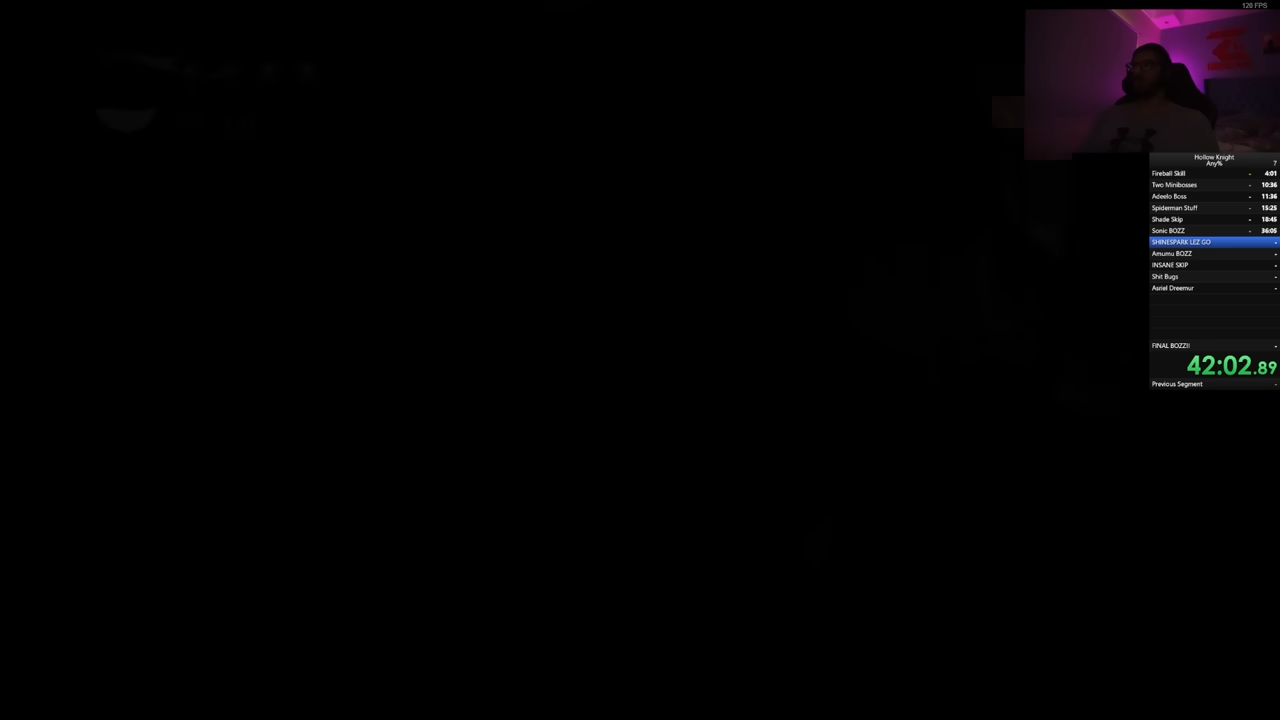 120 FPS
Hollow Knight
Any%
7
Fireball Skill - 4:01
Two Minibosses - 10:36
Adeelo Boss - 11:36
Spiderman Stuff - 15:25
Shade Skip - 18:45
Sonic BOZZ - 36:05
SHINESPARK LEZ GO -
Amumu BOZZ -
INSANE SKIP -
Shit Bugs -
Asriel Dreemur -
FINAL BOZZ!! -
42:02.89
Previous Segment -